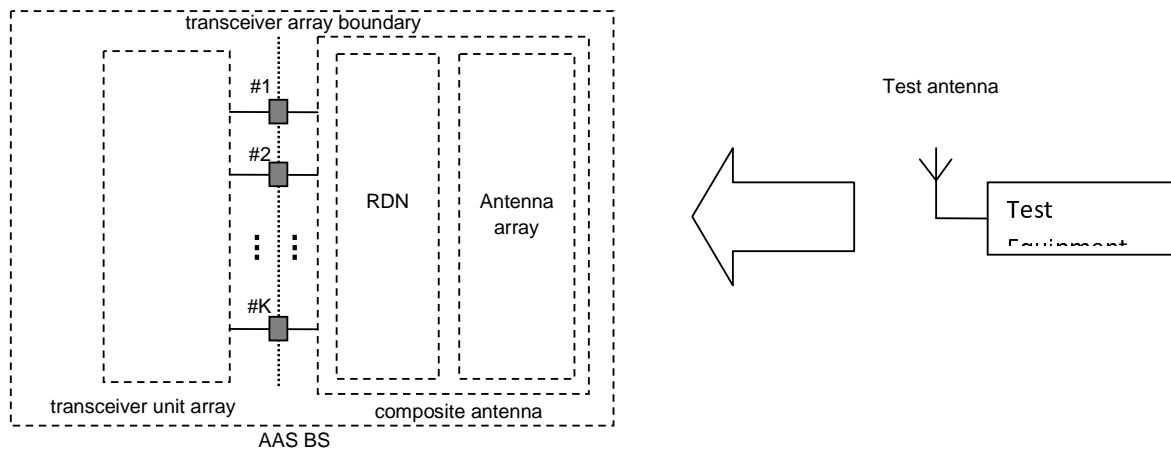 transceiver array boundary
#1
#2
#K
RDN
Antenna
array
transceiver unit array
composite antenna
AAS BS
Test antenna
Test